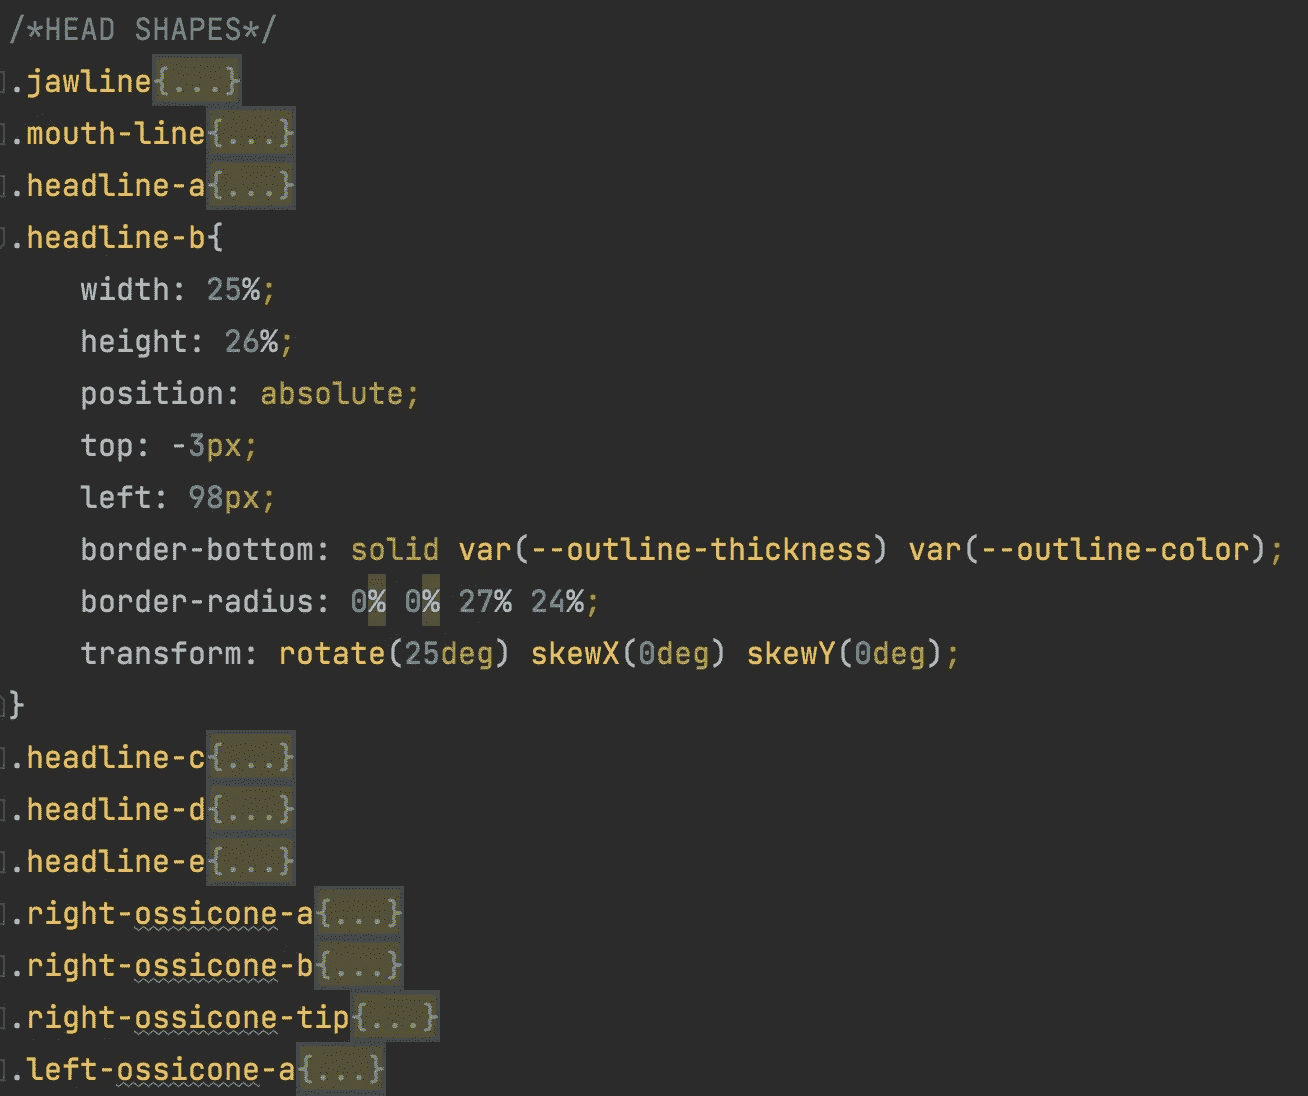 /*HEAD SHAPES*/
.jawline{...}
.mouth-line{...}
.headline-a{...}
.headline-b{
    width: 25%;
    height: 26%;
    position: absolute;
    top: -3px;
    left: 98px;
    border-bottom: solid var(--outline-thickness) var(--outline-color);
    border-radius: 0% 0% 27% 24%;
    transform: rotate(25deg) skewX(0deg) skewY(0deg);
}
.headline-c{...}
.headline-d{...}
.headline-e{...}
.right-ossicone-a{...}
.right-ossicone-b{...}
.right-ossicone-tip{...}
.left-ossicone-a{...}